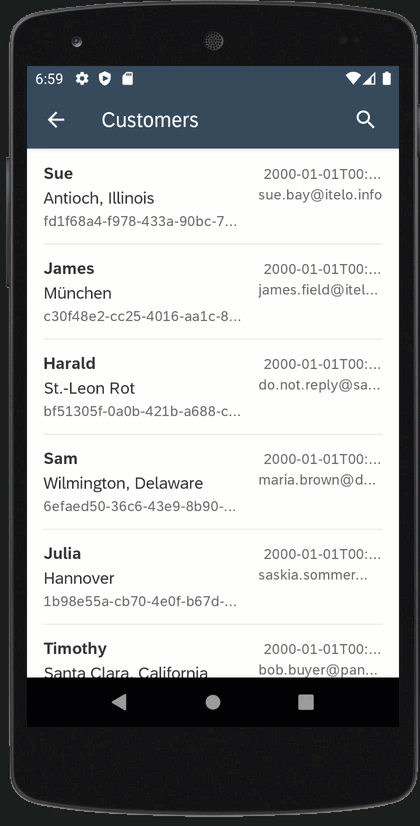 6:59
Customers
Sue 2000-01-01T00:...
Antioch, Illinois sue.bay@itelo.info
fd1f68a4-f978-433a-90bc-7...
James 2000-01-01T00:...
München james.field@itel...
c30f48e2-cc25-4016-aa1c-8...
Harald 2000-01-01T00:...
St.-Leon Rot do.not.reply@sa...
bf51305f-0a0b-421b-a688-c...
Sam 2000-01-01T00:...
Wilmington, Delaware maria.brown@d...
6efaed50-36c6-43e9-8b90-...
Julia 2000-01-01T00:...
Hannover saskia.sommer...
1b98e55a-cb70-4e0f-b67d-...
Timothy 2000-01-01T00:...
Santa Clara, California bob.buyer@pan...